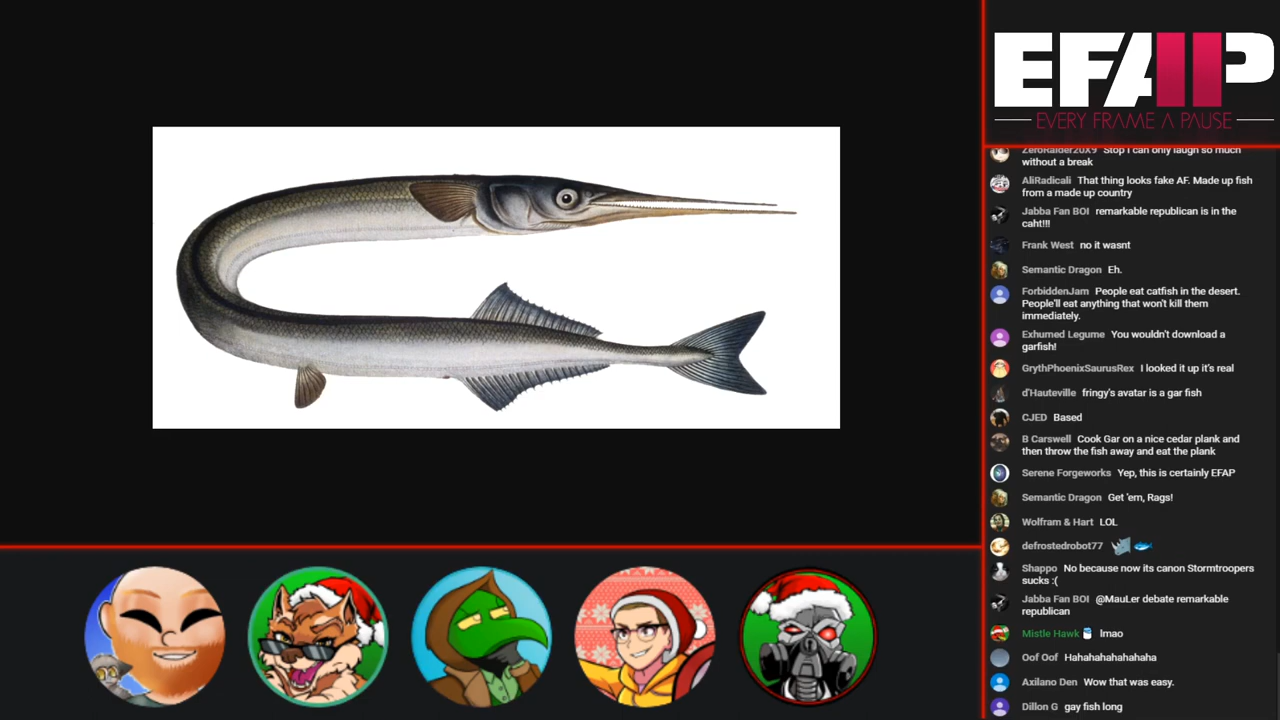 EFAP
EVERY FRAME A PAUSE
ZeroRaider20X9 Stop I can only laugh so much
without a break
AliRadicali That thing looks fake AF. Made up fish
from a made up country
Jabba Fan BOI remarkable republican is in the
caht!!!
Frank West no it wasnt
Semantic Dragon Eh.
ForbiddenJam People eat catfish in the desert.
People'll eat anything that won't kill them
immediately.
Exhumed Legume You wouldn't download a
garfish!
GrythPhoenixSaurusRex I looked it up it's real
d'Hauteville fringy's avatar is a gar fish
CJED Based
B Carswell Cook Gar on a nice cedar plank and
then throw the fish away and eat the plank
Serene Forgeworks Yep, this is certainly EFAP
Semantic Dragon Get 'em, Rags!
Wolfram & Hart LOL
defrostedrobot77
Shappo No because now its canon Stormtroopers
sucks :(
Jabba Fan BOI @MauLer debate remarkable
republican
Mistle Hawk lmao
Oof Oof Hahahahahahaha
Axilano Den Wow that was easy.
Dillon G gay fish long